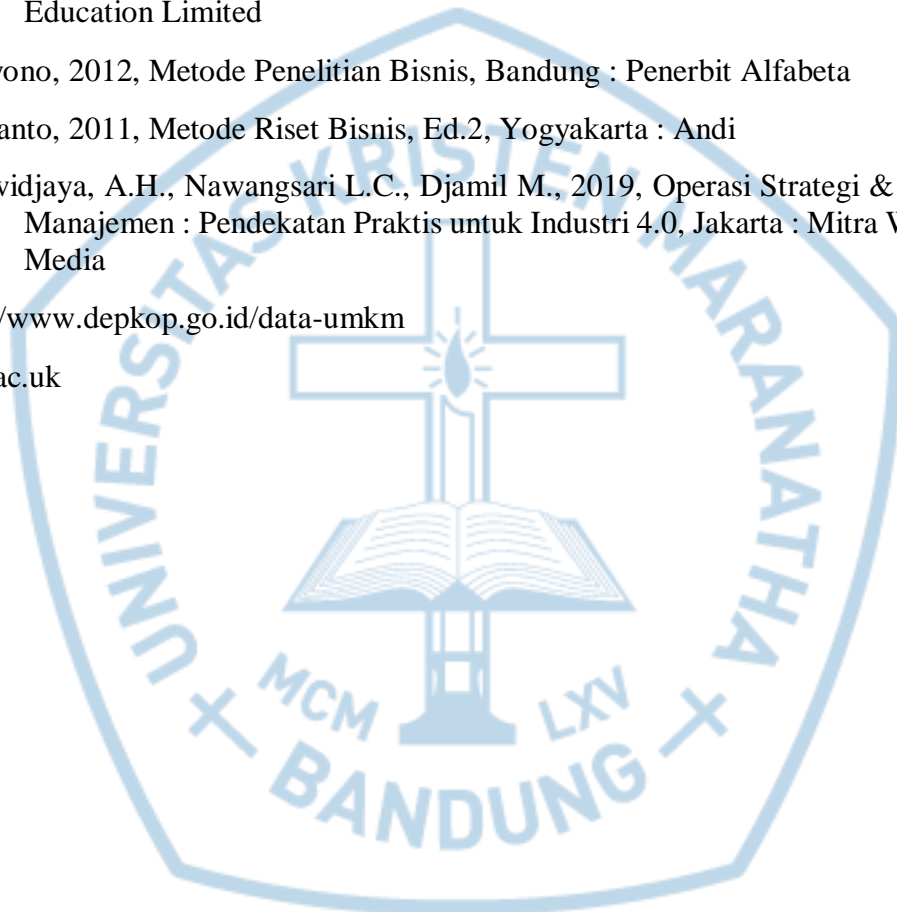 Education Limited
yono, 2012, Metode Penelitian Bisnis, Bandung : Penerbit Alfabeta
anto, 2011, Metode Riset Bisnis, Ed.2, Yogyakarta : Andi
widjaya, A.H., Nawangsari L.C., Djamil M., 2019, Operasi Strategi &
Manajemen : Pendekatan Praktis untuk Industri 4.0, Jakarta : Mitra W
Media
/www.depkop.go.id/data-umkm
ac.uk
UNIVERSITAS KRISTEN MARANATHA
MCM LXV
BANDUNG